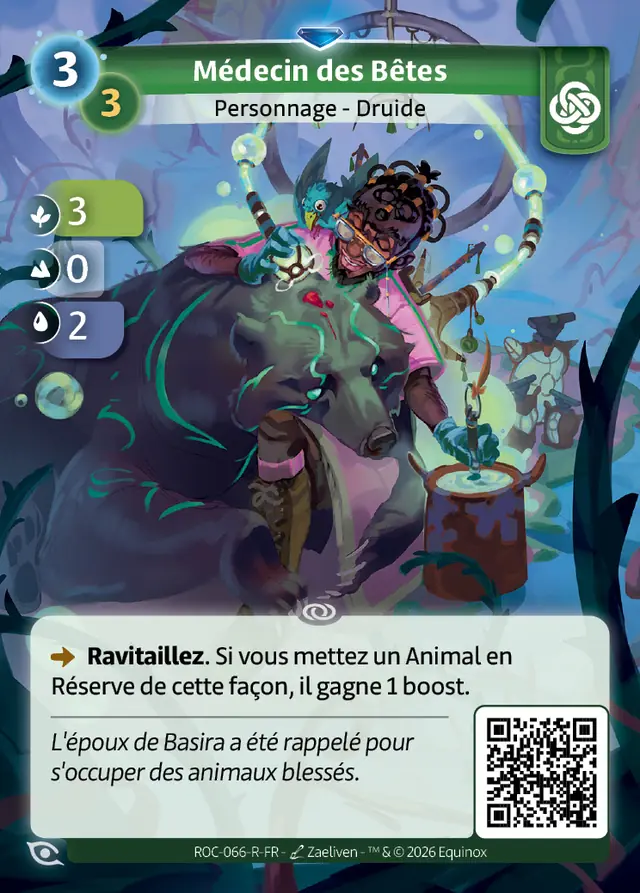 3
Médecin des Bêtes
3
Personnage - Druide
3
0
2
Ravitaillez. Si vous mettez un Animal en
Réserve de cette façon, il gagne 1 boost.
L'époux de Basira a été rappelé pour
s'occuper des animaux blessés.
ROC-066-R-FR - Zaeliven - ™ & © 2026 Equinox